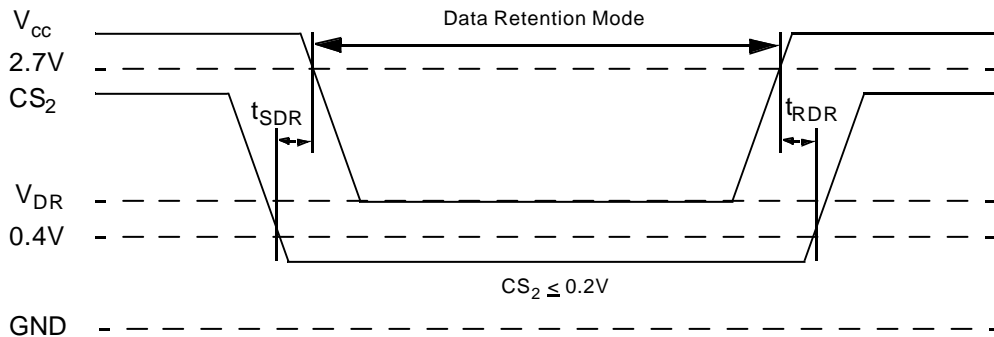 Vcc
Data Retention Mode
2.7V
CS2
tSDR
tRDR
VDR
0.4V
CS2 ≤ 0.2V
GND